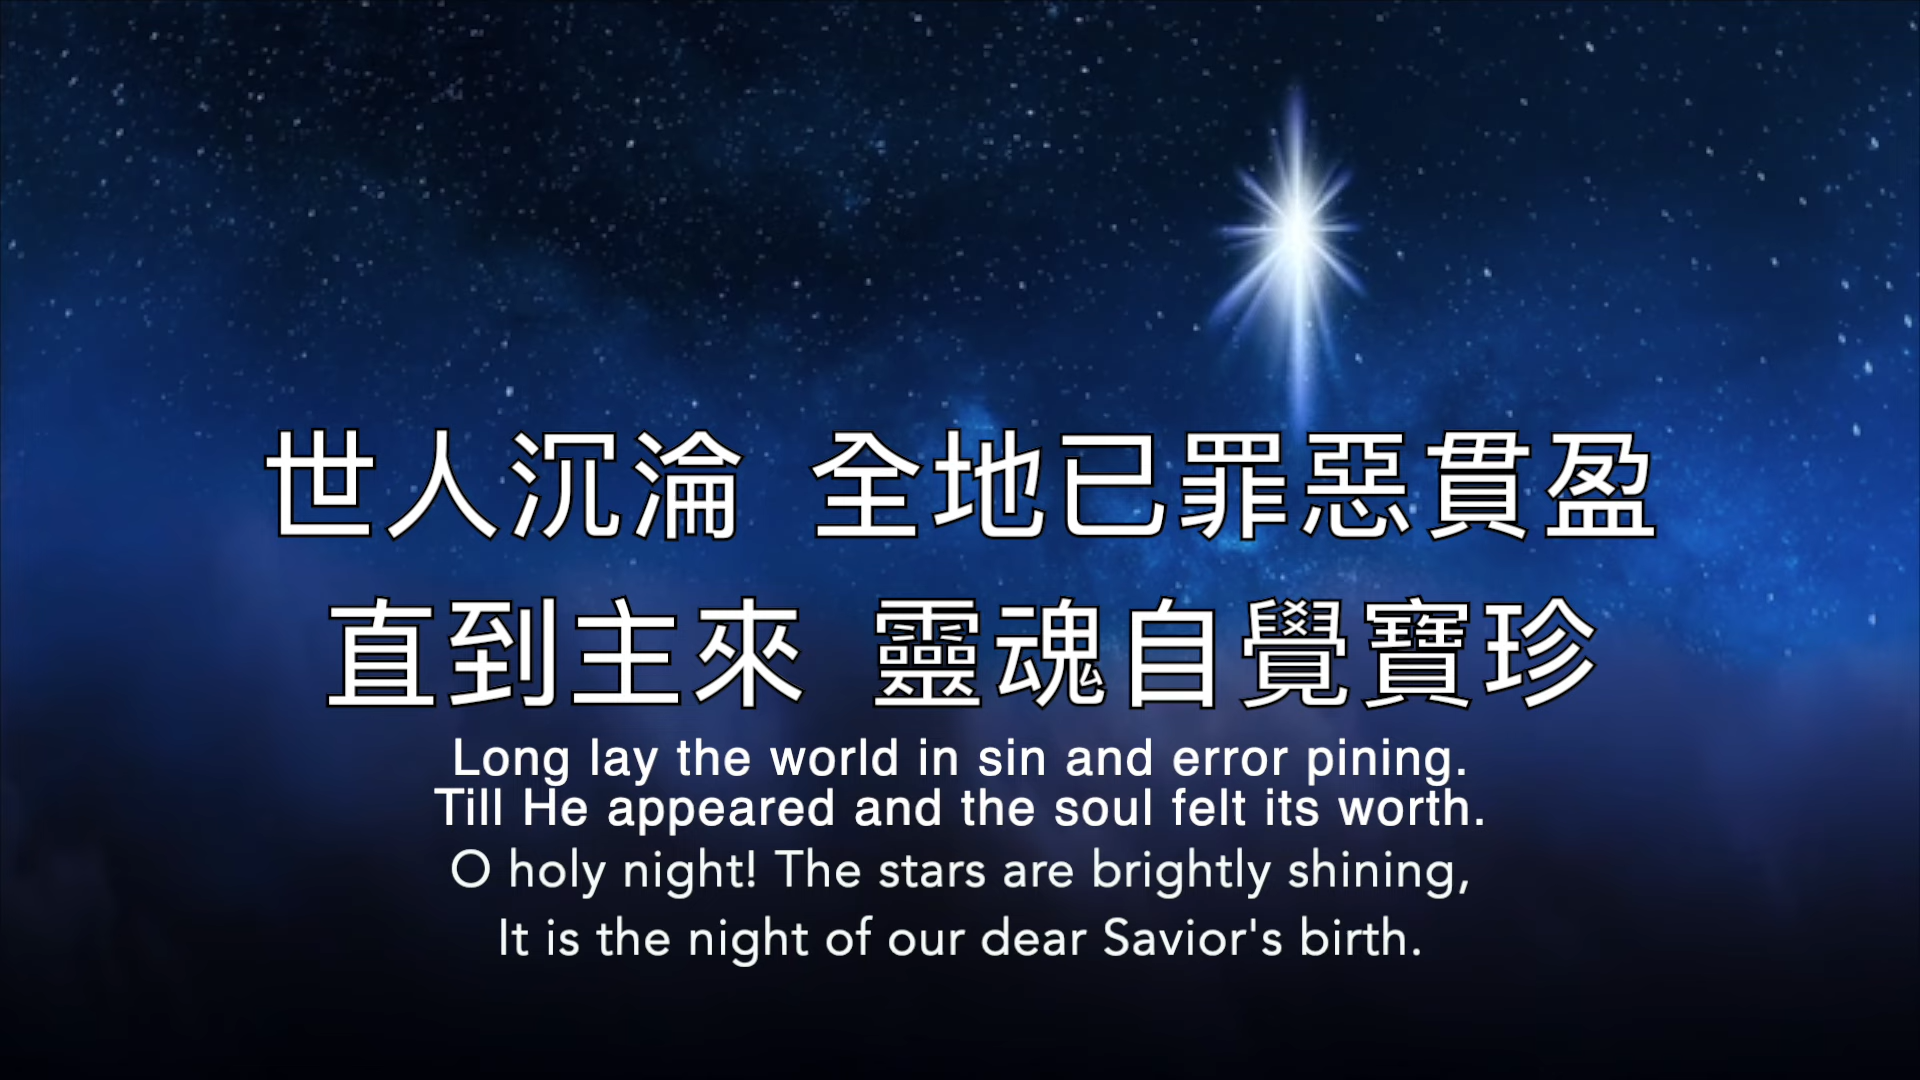 世人沉淪 全地已罪惡貫盈
直到主來 靈魂自覺寶珍
Long lay the world in sin and error pining.
Till He appeared and the soul felt its worth.
O holy night! The stars are brightly shining,
It is the night of our dear Savior's birth.